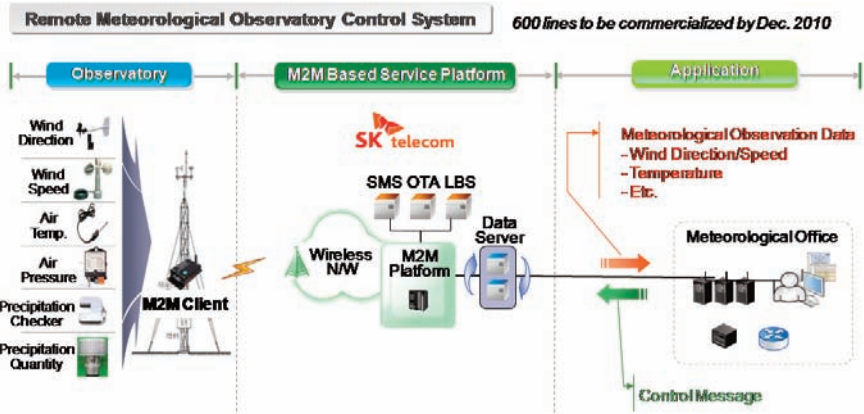 Remote Meteorological Observatory Control System
600 lines to be commercialized by Dec. 2010
Observatory
M2M Based Service Platform
Application
Wind
Direction
Wind
Speed
Air
Temp.
Air
Pressure
Precipitation
Checker
Precipitation
Quantity
M2M Client
SK telecom
SMS OTA LBS
Wireless
N/W
M2M
Platform
Data
Server
Meteorological Observation Data
- Wind Direction/Speed
- Temperature
- Etc.
Meteorological Office
Control Message